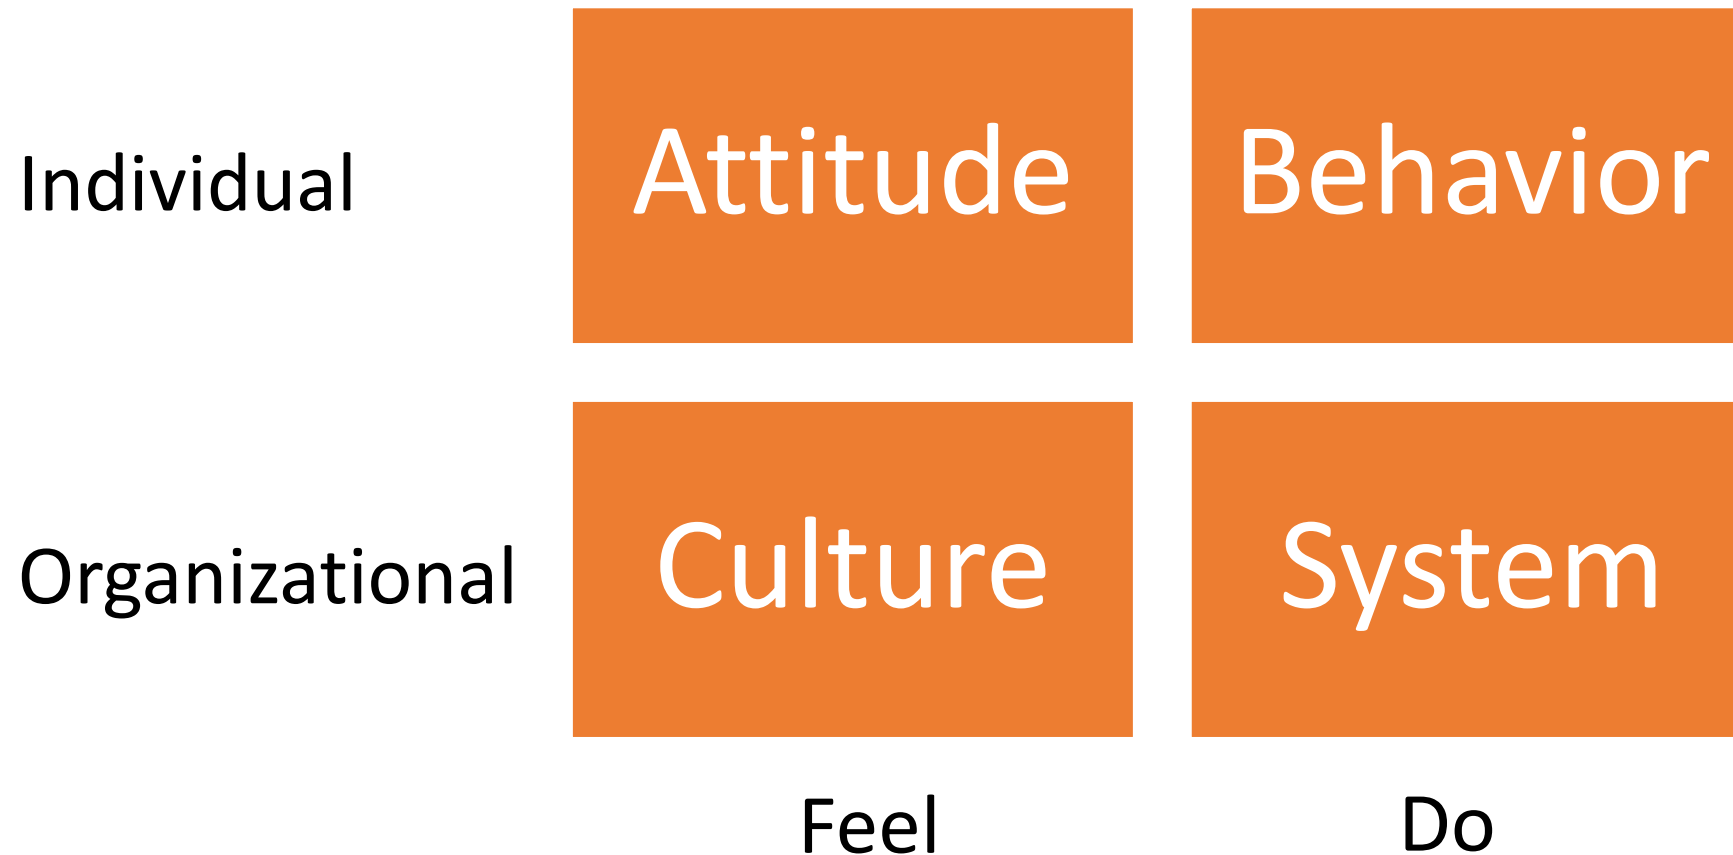 Individual
Attitude
Behavior
Organizational
Culture
System
Feel
Do